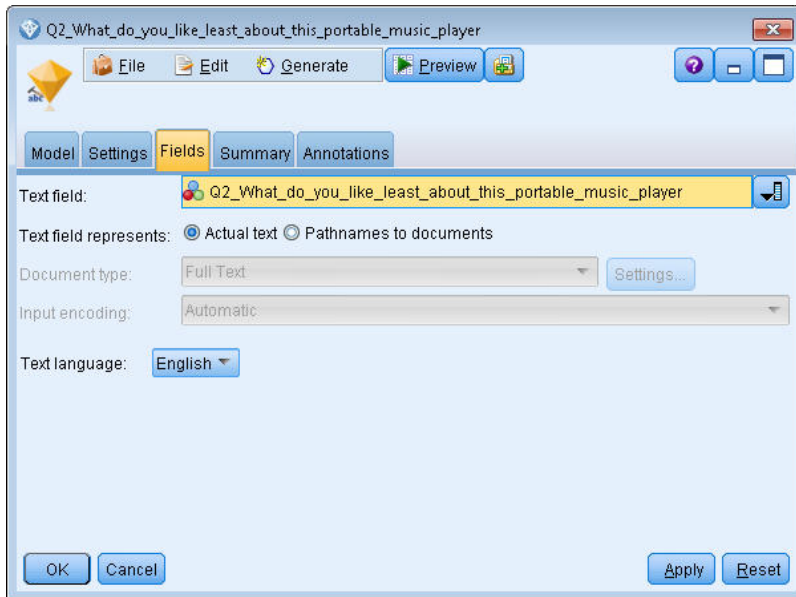 Q2_What_do_you_like_least_about_this_portable_music_player
File Edit Generate Preview
abc
Model Settings Fields Summary Annotations
Text field: Q2_What_do_you_like_least_about_this_portable_music_player
Text field represents: Actual text Pathnames to documents
Document type: Full Text Settings...
Input encoding: Automatic
Text language: English
OK Cancel Apply Reset